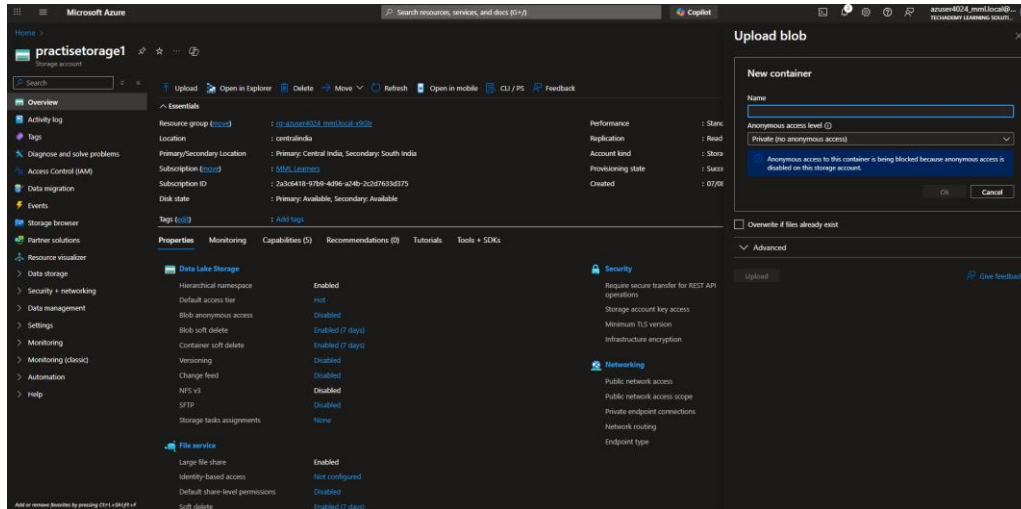 Microsoft Azure
Search resources, services, and docs (G+/)
Copilot
azuser4024_mml.local@...
TECHADEMY LEARNING SOLUTI...
Home >
practisetorage1
Storage account
Search
Overview
Activity log
Tags
Diagnose and solve problems
Access Control (IAM)
Data migration
Events
Storage browser
Partner solutions
Resource visualizer
Data storage
Security + networking
Data management
Settings
Monitoring
Monitoring (classic)
Automation
Help
Add or remove favorites by pressing Ctrl+Shift+F
Upload Open in Explorer Delete Move Refresh Open in mobile CLI / PS Feedback
Essentials
Resource group (move) : rg-azuser4024_mml.local-x9Gtr
Location : centralindia
Primary/Secondary Location : Primary: Central India, Secondary: South India
Subscription (move) : MML Learners
Subscription ID : 2a3c6418-97b9-4d96-a24b-2c2d7633d375
Disk state : Primary: Available, Secondary: Available
Tags (edit) : Add tags
Performance : Stanc
Replication : Read
Account kind : Stora
Provisioning state : Succe
Created : 07/08
Properties Monitoring Capabilities (5) Recommendations (0) Tutorials Tools + SDKs
Data Lake Storage
Hierarchical namespace Enabled
Default access tier Hot
Blob anonymous access Disabled
Blob soft delete Enabled (7 days)
Container soft delete Enabled (7 days)
Versioning Disabled
Change feed Disabled
NFS v3 Disabled
SFTP Disabled
Storage tasks assignments None
File service
Large file share Enabled
Identity-based access Not configured
Default share-level permissions Disabled
Soft delete Enabled (7 days)
Security
Require secure transfer for REST API
operations
Storage account key access
Minimum TLS version
Infrastructure encryption
Networking
Public network access
Public network access scope
Private endpoint connections
Network routing
Endpoint type
Upload blob
New container
Name
Anonymous access level
Private (no anonymous access)
Anonymous access to this container is being blocked because anonymous access is
disabled on this storage account.
Ok Cancel
Overwrite if files already exist
Advanced
Upload
Give feedback